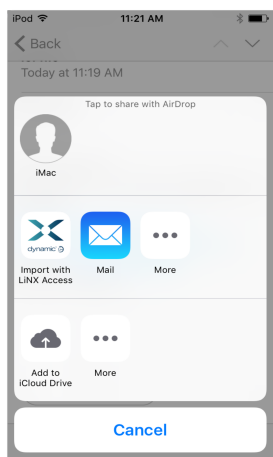 iPod 11:21 AM
Back
Today at 11:19 AM
Tap to share with AirDrop
iMac
dynamic
Import with
LiNX Access
Mail
More
Add to
iCloud Drive
More
Cancel